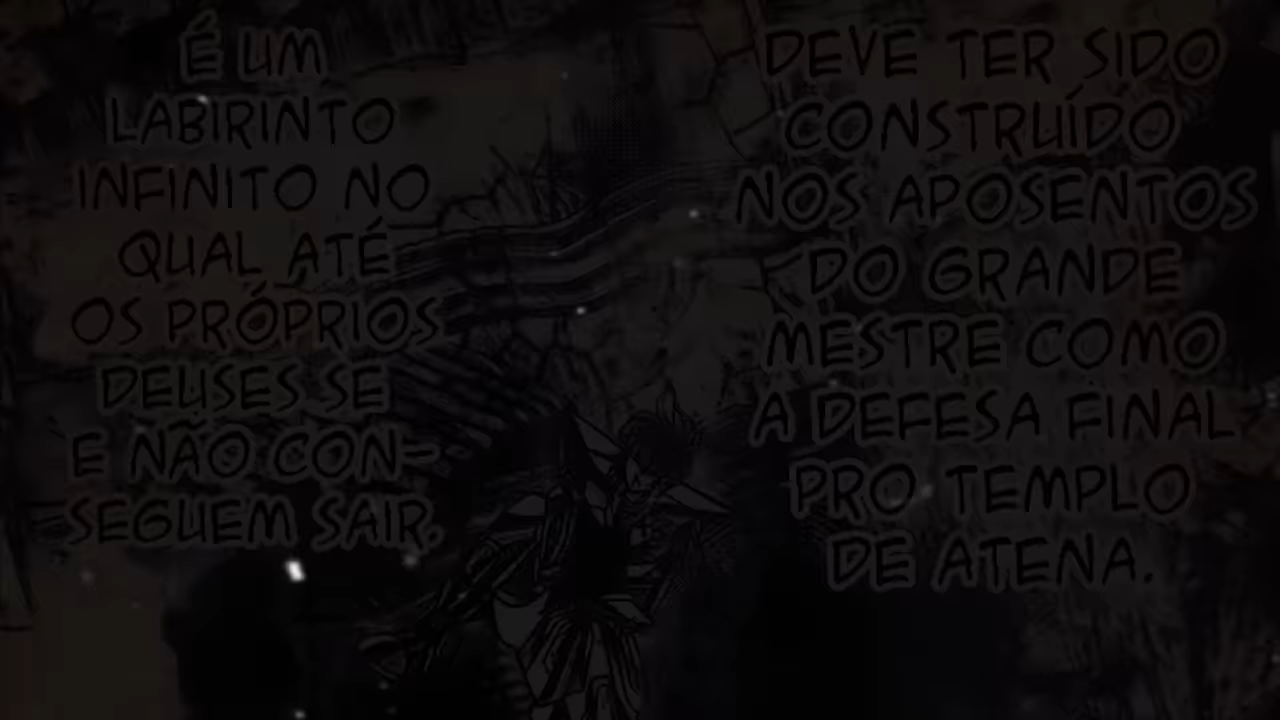 É UM
LABIRINTO
INFINITO NO
QUAL ATÉ
OS PRÓPRIOS
DEUSES SE
E NÃO CON-
SEGUEM SAIR.
DEVE TER SIDO
CONSTRUÍDO
NOS APOSENTOS
DO GRANDE
MESTRE COMO
A DEFESA FINAL
PRO TEMPLO
DE ATENA.